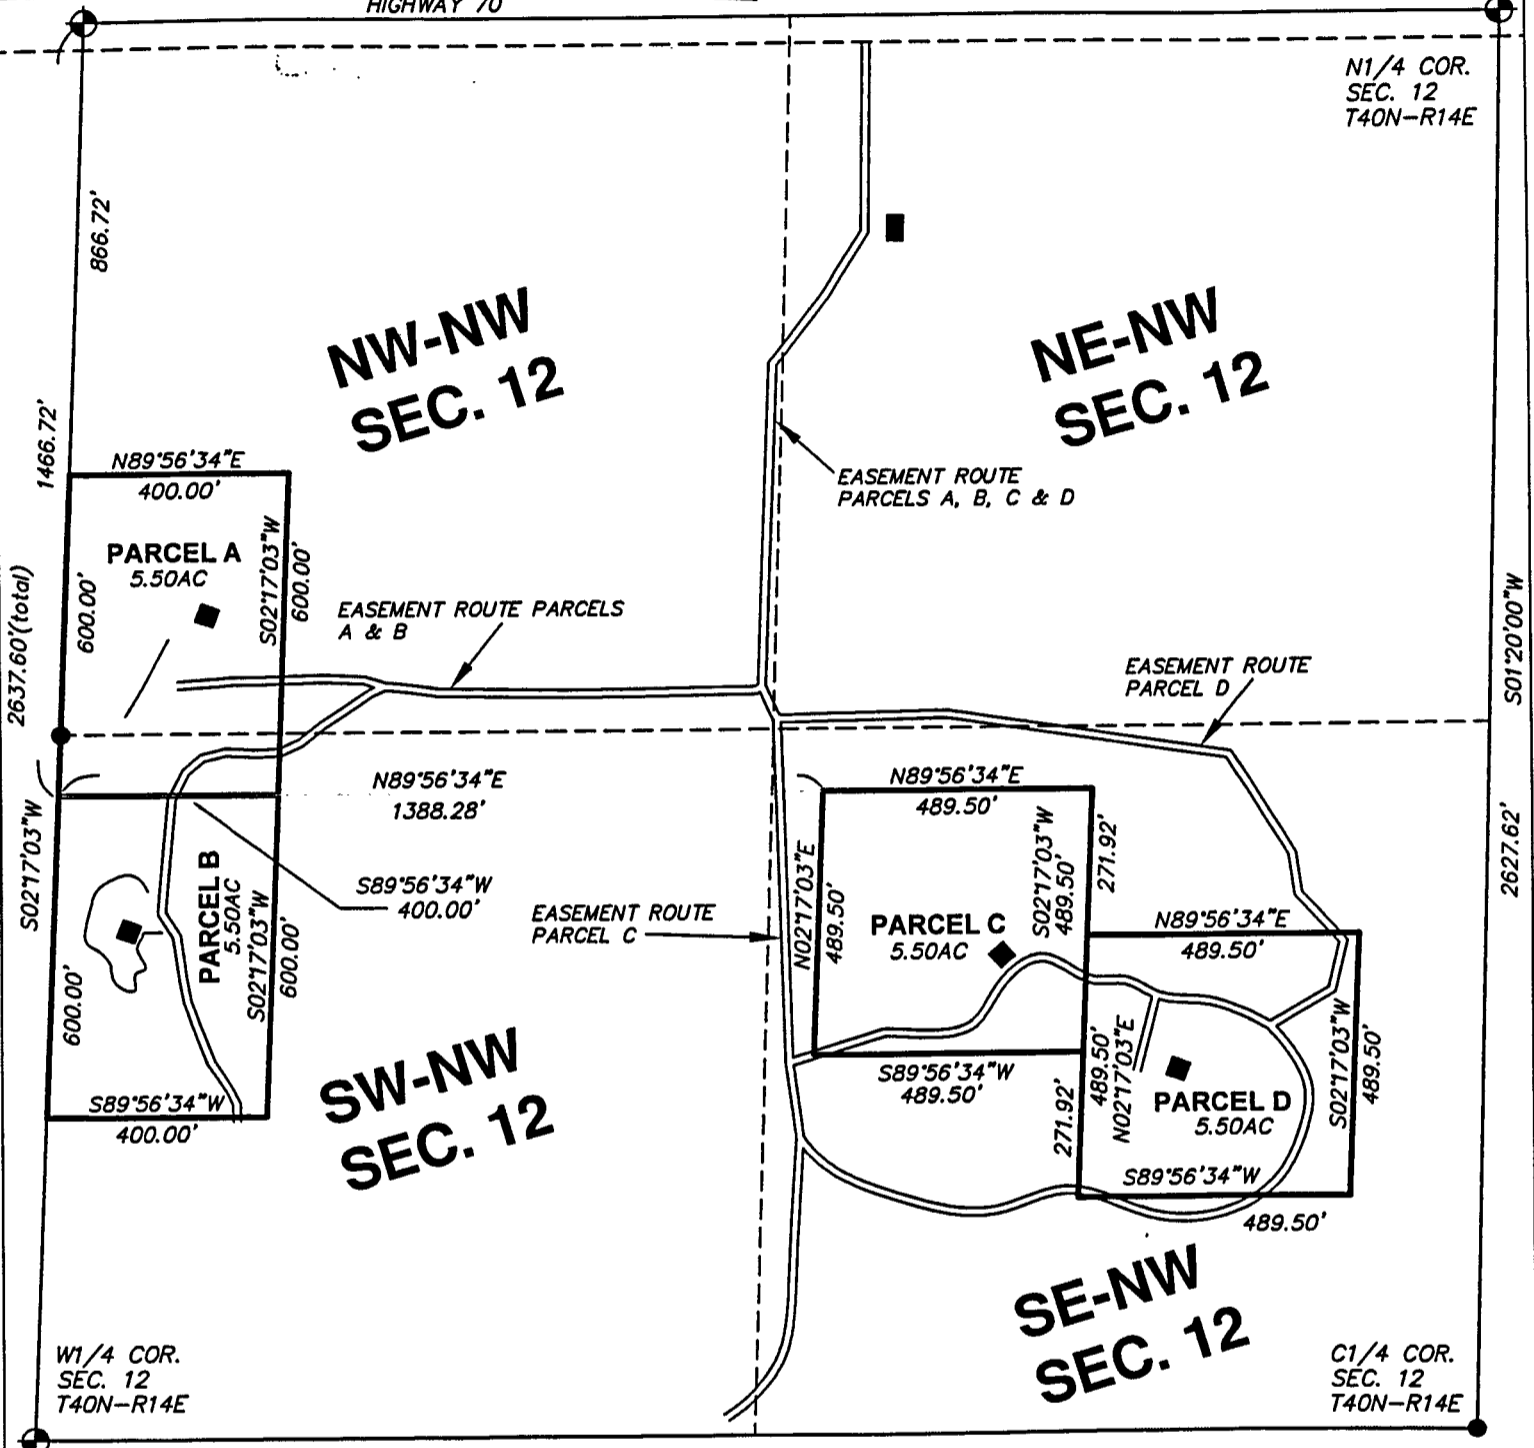 HIGHWAY 70
N1/4 COR.
SEC. 12
T40N-R14E
866.72'
NW-NW
SEC. 12
NE-NW
SEC. 12
1466.72'
N89°56'34"E
400.00'
EASEMENT ROUTE
PARCELS A, B, C & D
PARCEL A
5.50AC
600.00'
S02°17'03"W
600.00'
2637.60'(total)
EASEMENT ROUTE PARCELS
A & B
EASEMENT ROUTE
PARCEL D
S01°20'00"W
N89°56'34"E
1388.28'
N89°56'34"E
489.50'
S02°17'03"W
2627.62'
S89°56'34"W
400.00'
PARCEL B
5.50AC
S02°17'03"W
600.00'
600.00'
EASEMENT ROUTE
PARCEL C
N02°17'03"E
489.50'
PARCEL C
5.50AC
S02°17'03"W
489.50'
271.92'
N89°56'34"E
489.50'
S89°56'34"W
489.50'
271.92'
489.50'
N02°17'03"E
PARCEL D
5.50AC
S02°17'03"W
489.50'
S89°56'34"W
489.50'
S89°56'34"W
400.00'
SW-NW
SEC. 12
SE-NW
SEC. 12
W1/4 COR.
SEC. 12
T40N-R14E
C1/4 COR.
SEC. 12
T40N-R14E